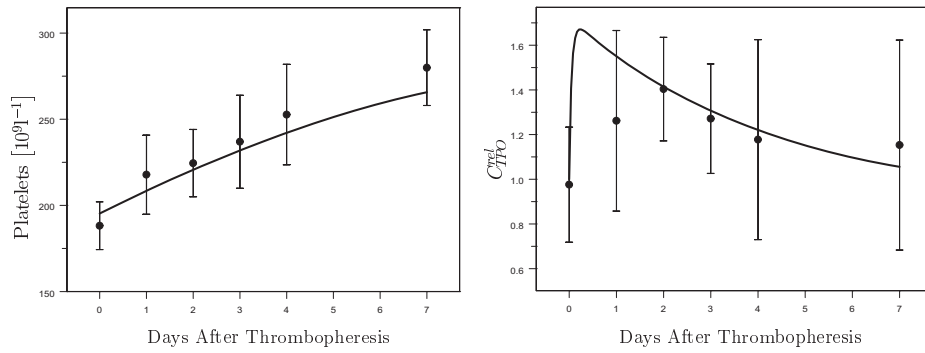 300
250
200
150
Platelets [10⁹l⁻¹]
0 1 2 3 4 5 6 7
Days After Thrombopheresis
1.6
1.4
1.2
1.0
0.8
0.6
C^{rel}_{TPO}
0 1 2 3 4 5 6 7
Days After Thrombopheresis